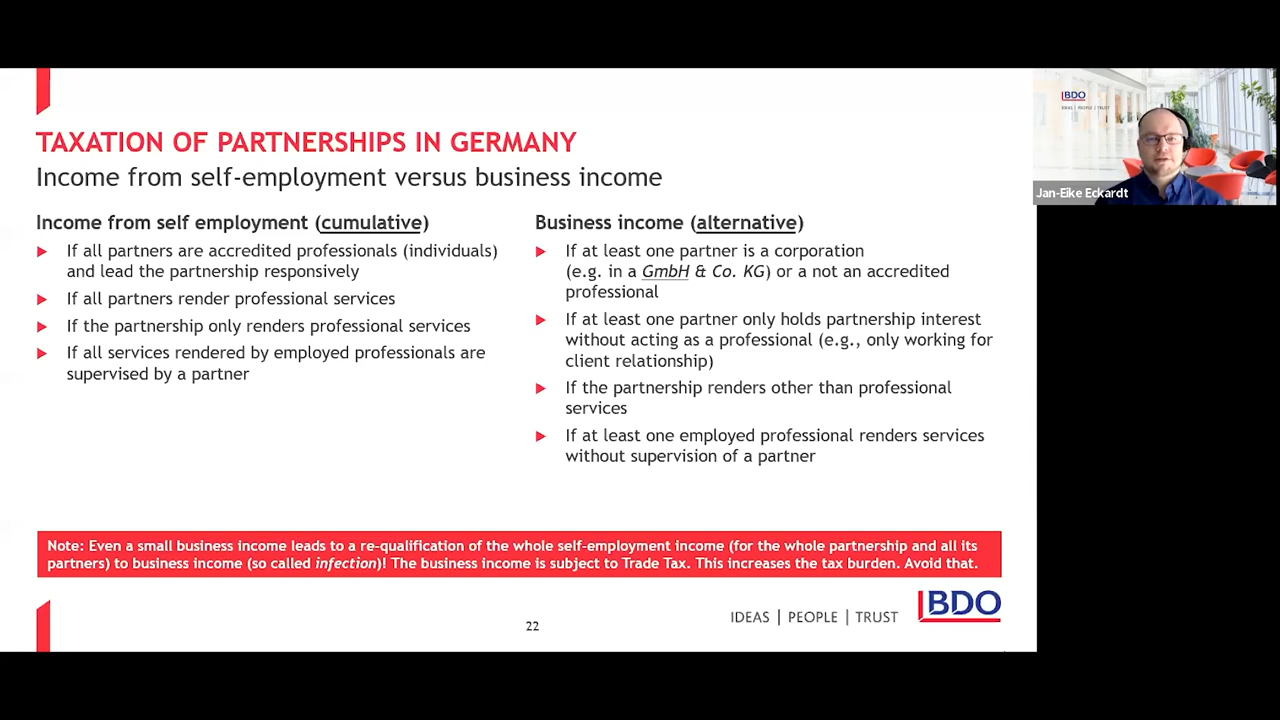 TAXATION OF PARTNERSHIPS IN GERMANY
Income from self-employment versus business income
Income from self employment (cumulative)
If all partners are accredited professionals (individuals)
and lead the partnership responsively
If all partners render professional services
If the partnership only renders professional services
If all services rendered by employed professionals are
supervised by a partner
Business income (alternative)
If at least one partner is a corporation
(e.g. in a GmbH & Co. KG) or a not an accredited
professional
If at least one partner only holds partnership interest
without acting as a professional (e.g., only working for
client relationship)
If the partnership renders other than professional
services
If at least one employed professional renders services
without supervision of a partner
Note: Even a small business income leads to a re-qualification of the whole self-employment income (for the whole partnership and all its
partners) to business income (so called infection)! The business income is subject to Trade Tax. This increases the tax burden. Avoid that.
22
IDEAS | PEOPLE | TRUST
BDO
BDO
IDEAS | PEOPLE | TRUST
Jan-Eike Eckardt